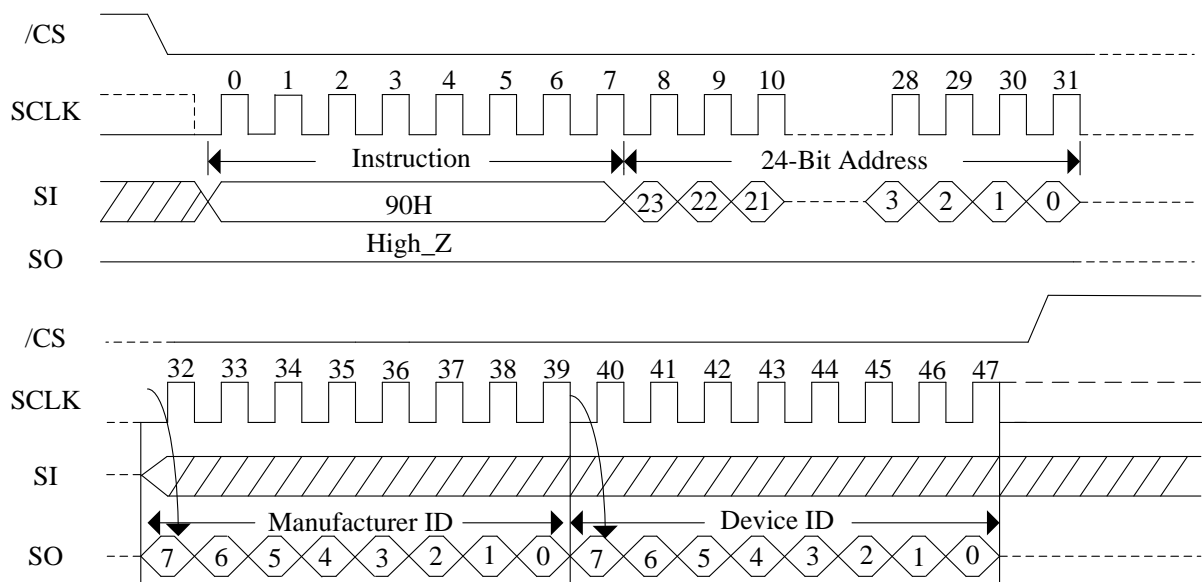 /CS
0 1 2 3 4 5 6 7 8 9 10 28 29 30 31
SCLK
Instruction 24-Bit Address
SI 90H 23 22 21 3 2 1 0
High_Z
SO
/CS
32 33 34 35 36 37 38 39 40 41 42 43 44 45 46 47
SCLK
SI
Manufacturer ID Device ID
SO 7 6 5 4 3 2 1 0 7 6 5 4 3 2 1 0